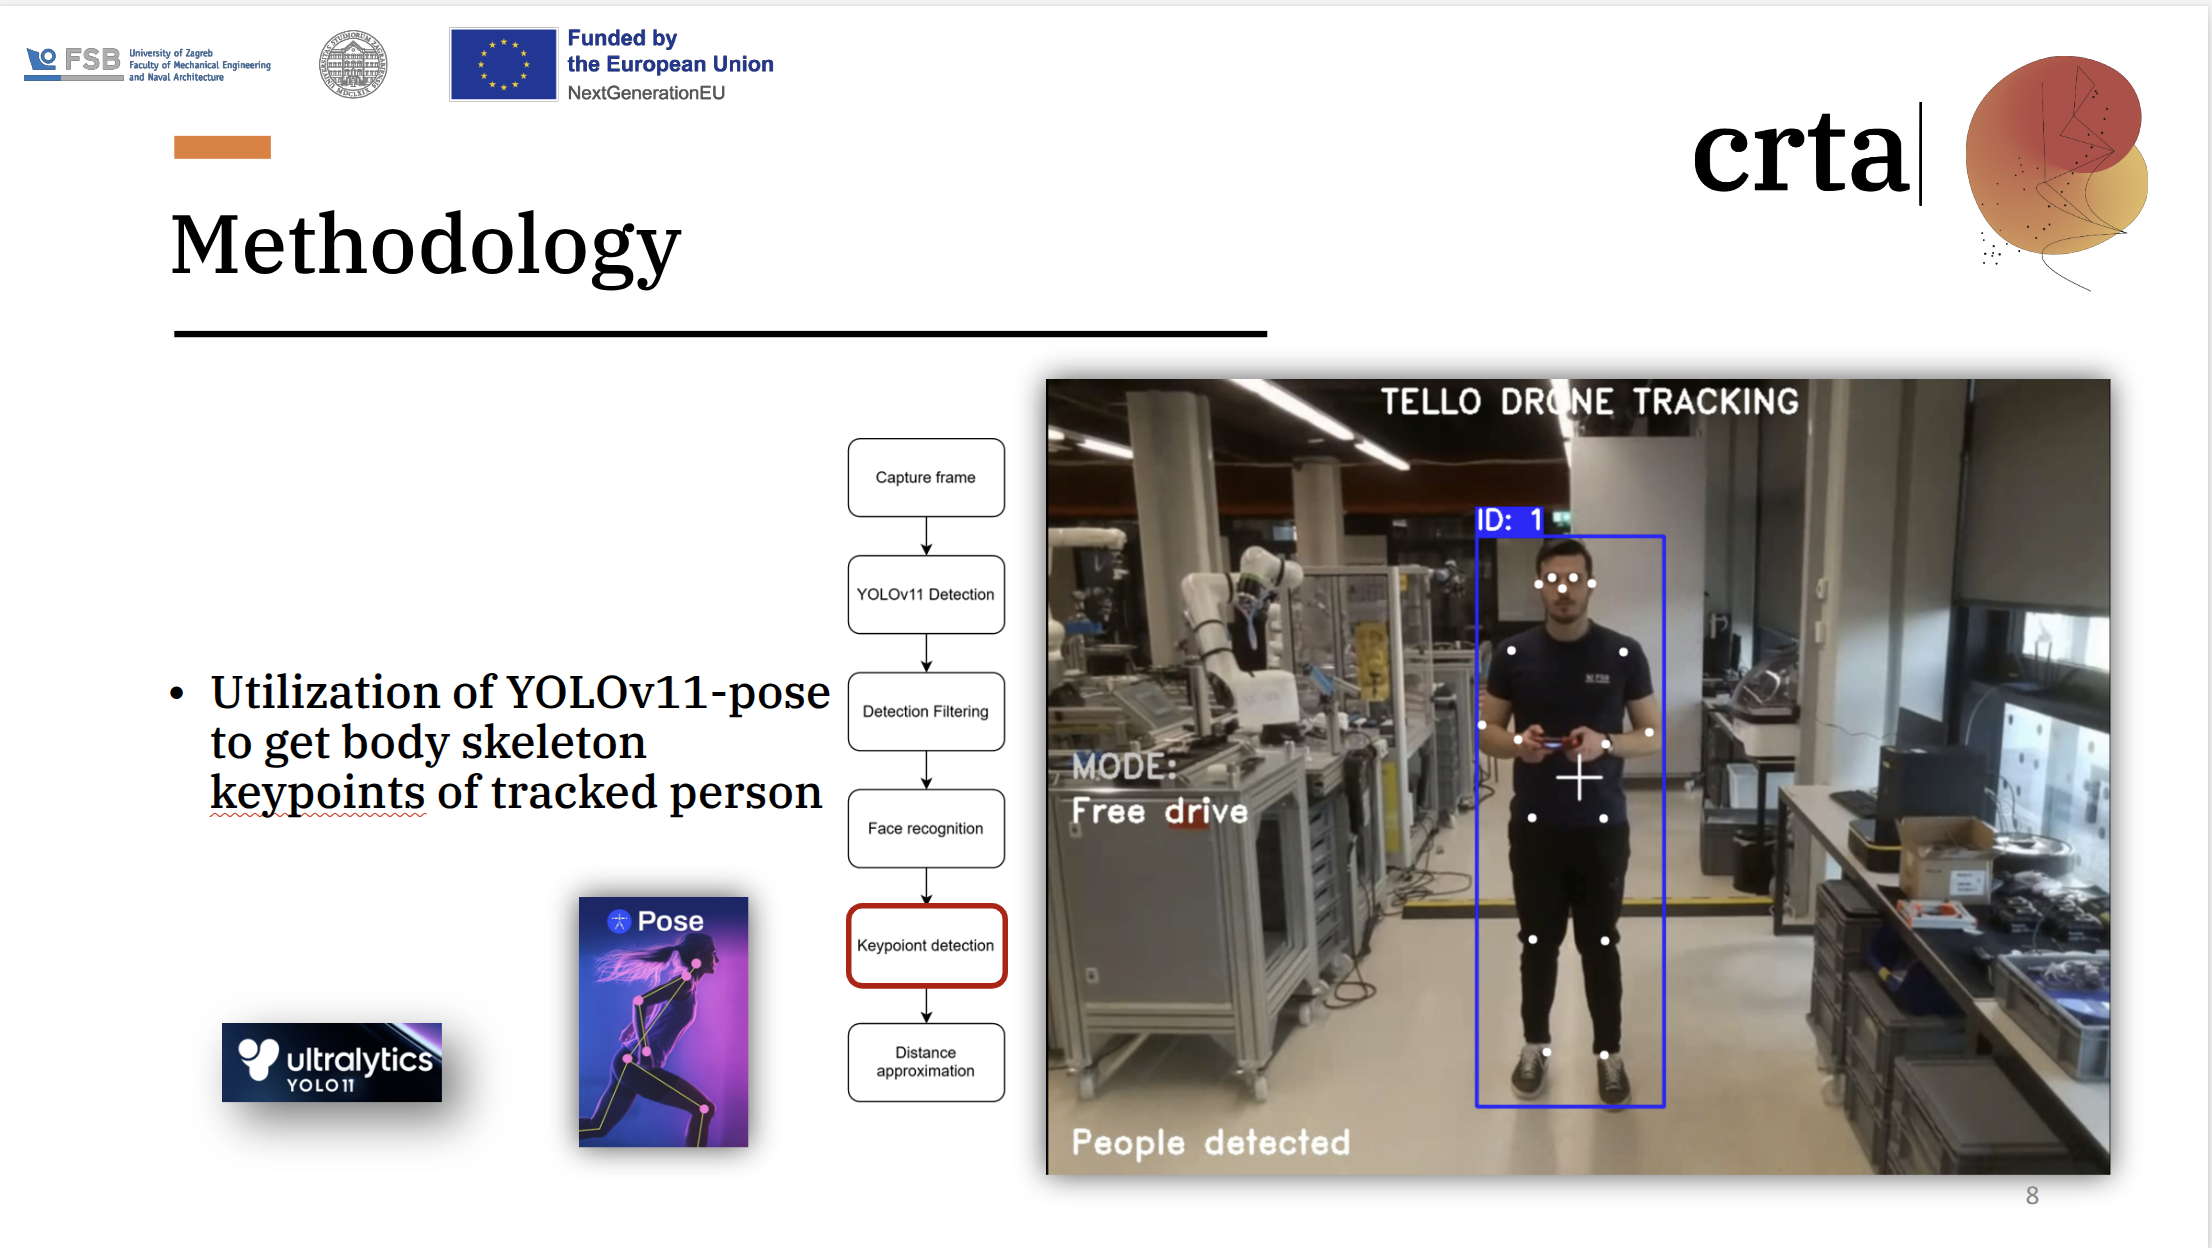 FSB
University of Zagreb
Faculty of Mechanical Engineering
and Naval Architecture
Funded by
the European Union
NextGenerationEU
crta
Methodology
• Utilization of YOLOv11-pose
to get body skeleton
keypoints of tracked person
ultralytics
YOLO11
Pose
Capture frame
YOLOv11 Detection
Detection Filtering
Face recognition
Keypoiont detection
Distance
approximation
TELLO DRONE TRACKING
ID: 1
MODE:
Free drive
People detected
8